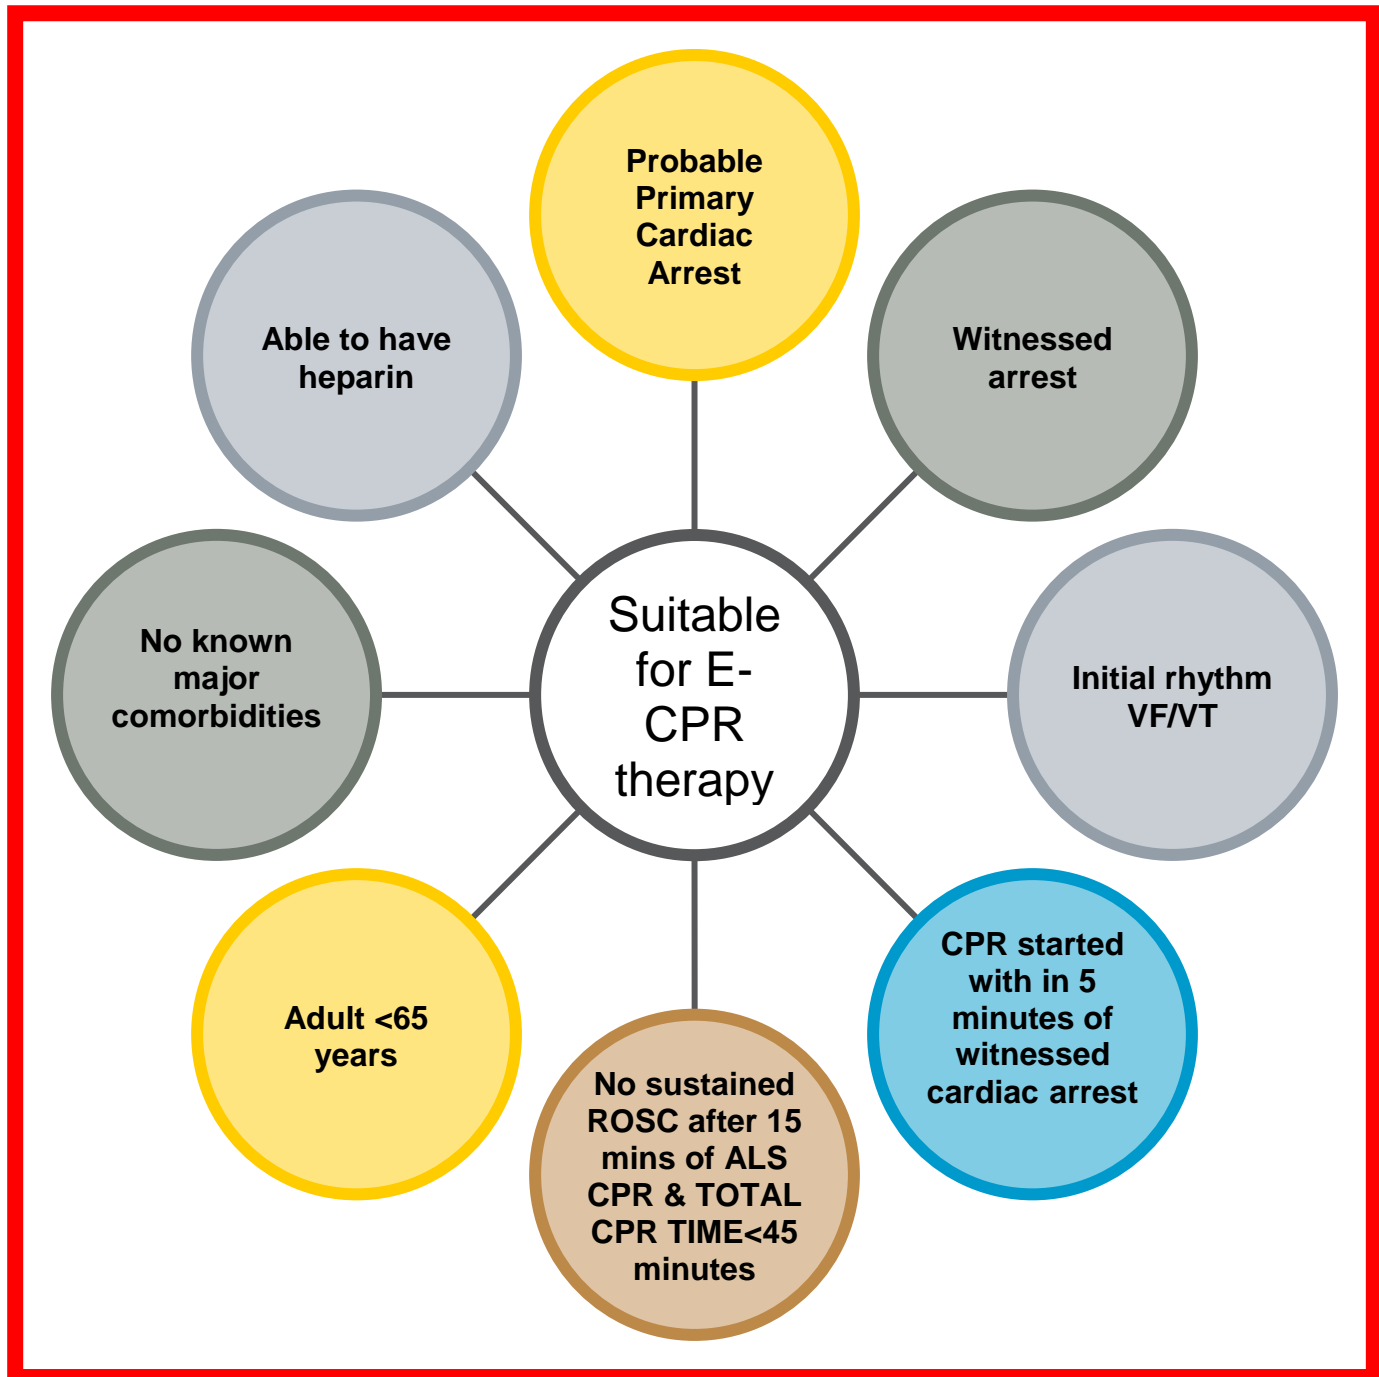 Probable
Primary
Cardiac
Arrest
Witnessed
arrest
Initial rhythm
VF/VT
CPR started
with in 5
minutes of
witnessed
cardiac arrest
No sustained
ROSC after 15
mins of ALS
CPR & TOTAL
CPR TIME<45
minutes
Adult <65
years
No known
major
comorbidities
Able to have
heparin
Suitable
for E-
CPR
therapy